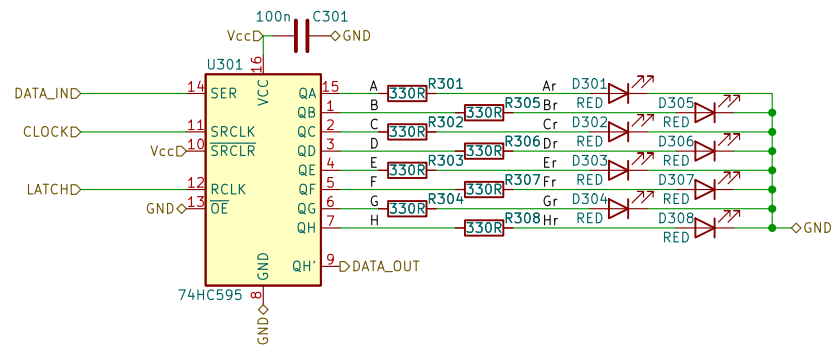 100n C301
Vcc GND
U301
16 VCC
DATA_IN 14 SER QA 15 A 330R R301 Ar D301 RED
QB 1 B 330R R305 Br D305 RED
CLOCK 11 SRCLK QC 2 C 330R R302 Cr D302 RED
Vcc 10 SRCLR QD 3 D 330R R306 Dr D306 RED
QE 4 E 330R R303 Er D303 RED
LATCH 12 RCLK QF 5 F 330R R307 Fr D307 RED
GND 13 OE QG 6 G 330R R304 Gr D304 RED
QH 7 H 330R R308 Hr D308 RED GND
GND QH' 9 DATA_OUT
74HC595 8
GND